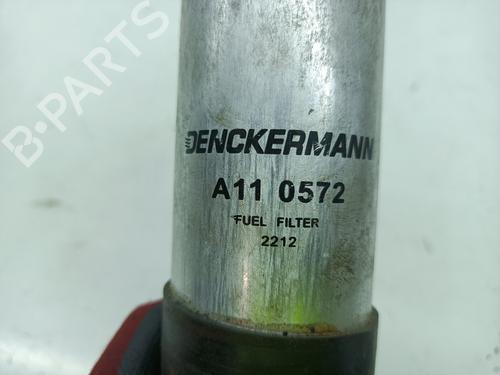 B-PARTS
DENCKERMANN
A11 0572
FUEL FILTER
2212